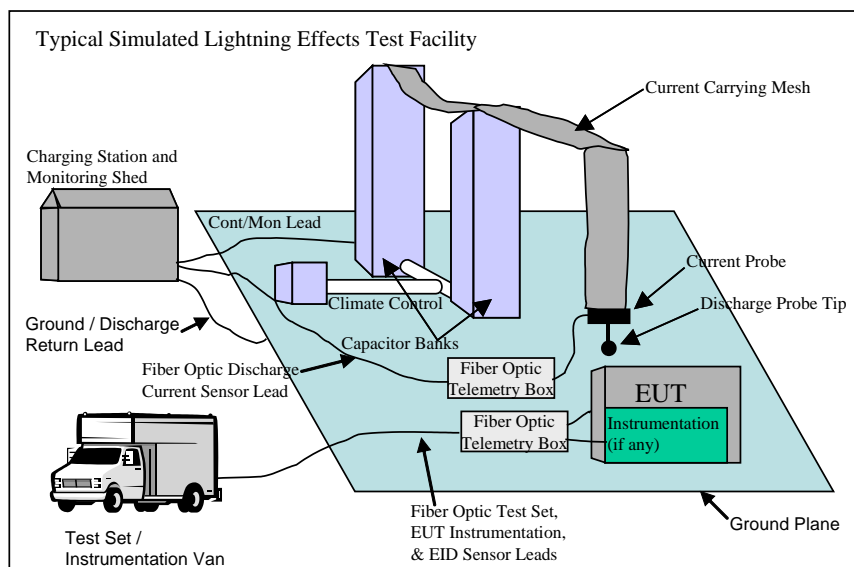 Typical Simulated Lightning Effects Test Facility
Current Carrying Mesh
Charging Station and
Monitoring Shed
Cont/Mon Lead
Current Probe
Climate Control
Discharge Probe Tip
Ground / Discharge
Return Lead
Capacitor Banks
Fiber Optic Discharge
Current Sensor Lead
Fiber Optic
Telemetry Box
EUT
Fiber Optic
Telemetry Box
Instrumentation
(if any)
Fiber Optic Test Set,
EUT Instrumentation,
& EID Sensor Leads
Ground Plane
Test Set /
Instrumentation Van